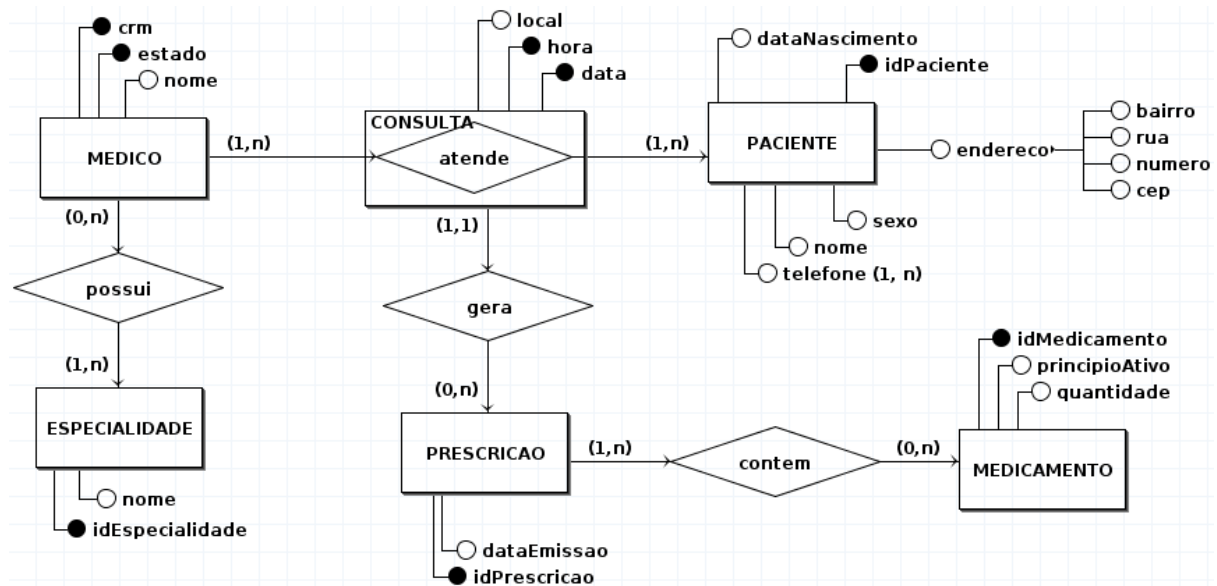 crm
estado
nome
MEDICO
(1,n)
local
hora
data
CONSULTA
atende
(1,n)
dataNascimento
idPaciente
PACIENTE
endereco
bairro
rua
numero
cep
sexo
nome
telefone (1, n)
(0,n)
possui
(1,n)
ESPECIALIDADE
nome
idEspecialidade
(1,1)
gera
(0,n)
PRESCRICAO
dataEmissao
idPrescricao
(1,n)
contem
(0,n)
idMedicamento
principioAtivo
quantidade
MEDICAMENTO